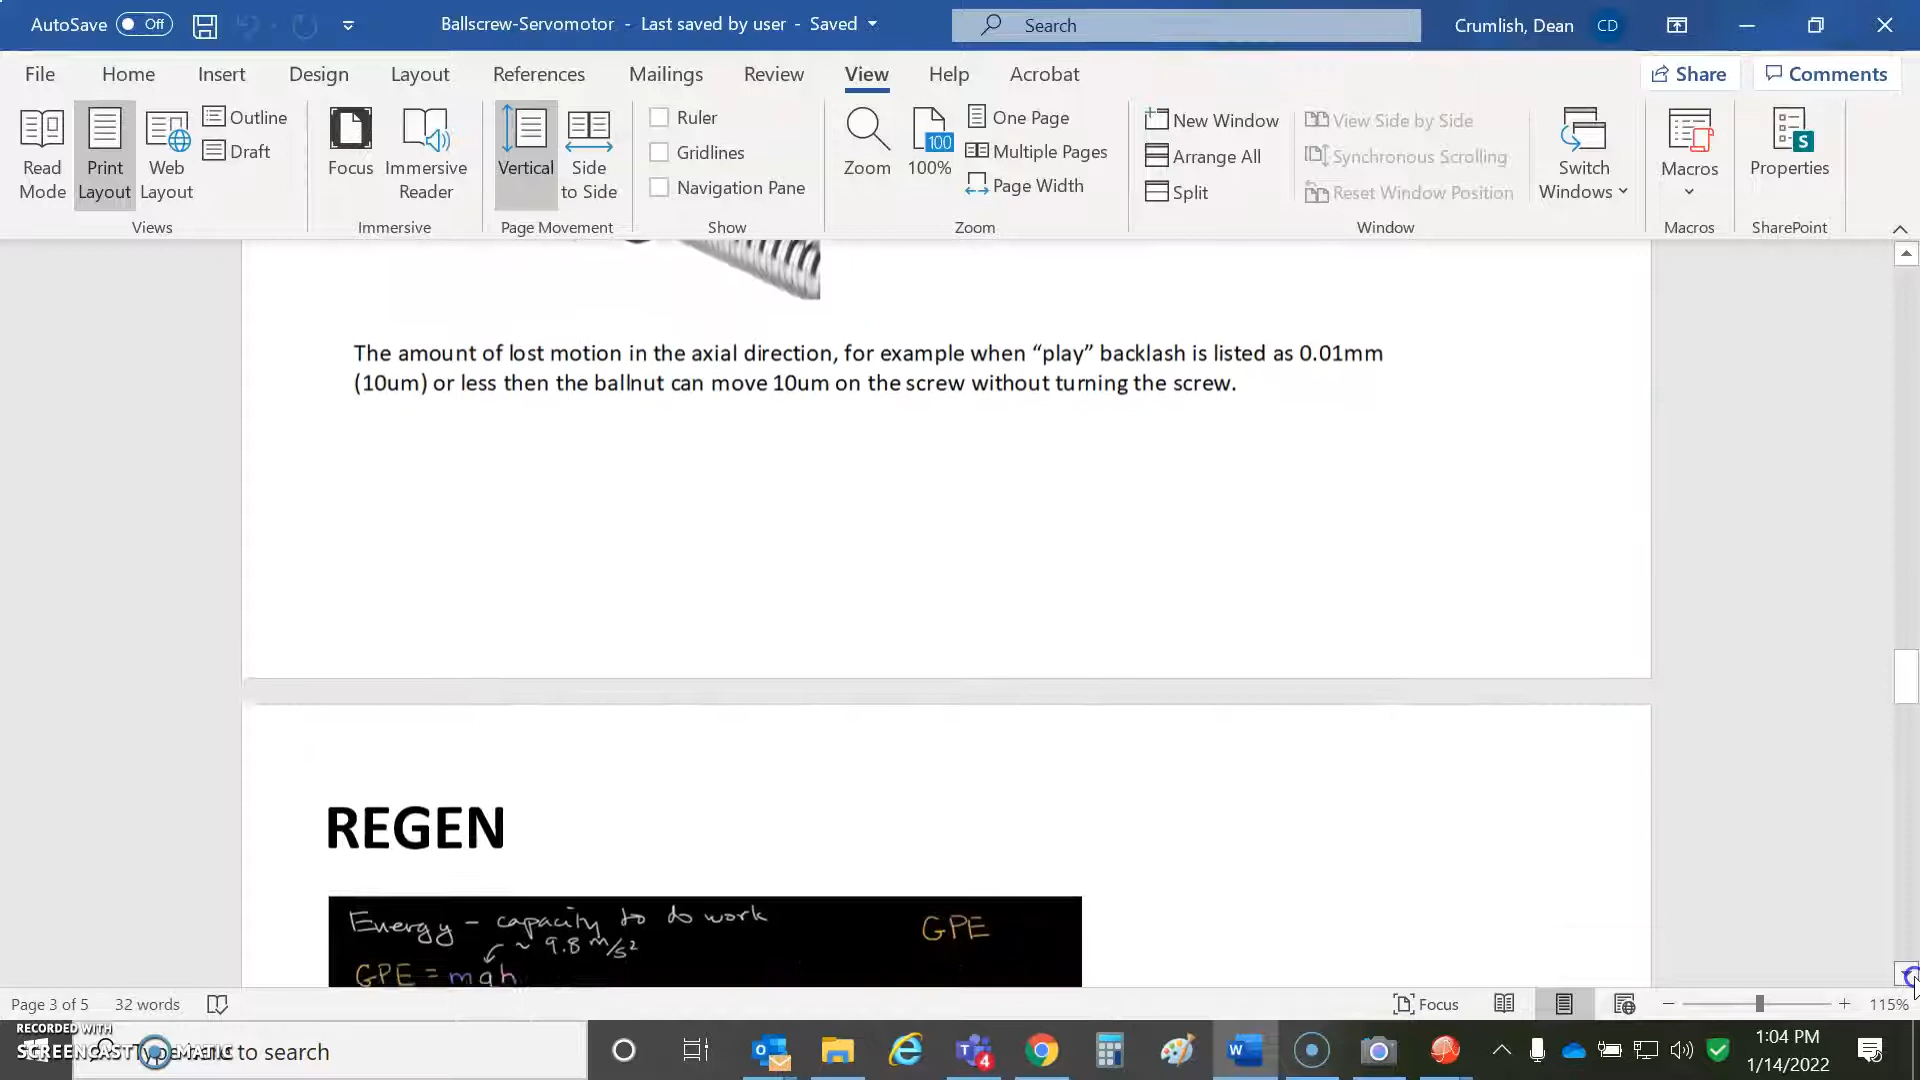 AutoSave Off
Ballscrew-Servomotor - Last saved by user - Saved
Search
Crumlish, Dean CD
File Home Insert Design Layout References Mailings Review View Help Acrobat
Share Comments
Read Mode
Print Layout
Web Layout
Outline
Draft
Views
Focus
Immersive Reader
Immersive
Vertical
Side to Side
Page Movement
Ruler
Gridlines
Navigation Pane
Show
Zoom
100
100%
One Page
Multiple Pages
Page Width
Zoom
New Window
Arrange All
Split
View Side by Side
Synchronous Scrolling
Reset Window Position
Switch Windows
Window
Macros
Macros
S
Properties
SharePoint
The amount of lost motion in the axial direction, for example when “play” backlash is listed as 0.01mm
(10um) or less then the ballnut can move 10um on the screw without turning the screw.
REGEN
Energy - capacity to do work GPE
~ 9.8 m/s²
GPE = mgh
Page 3 of 5 32 words
Focus
115%
RECORDED WITH
SCREENCAST MATIC
Type here to search
4
1:04 PM
1/14/2022